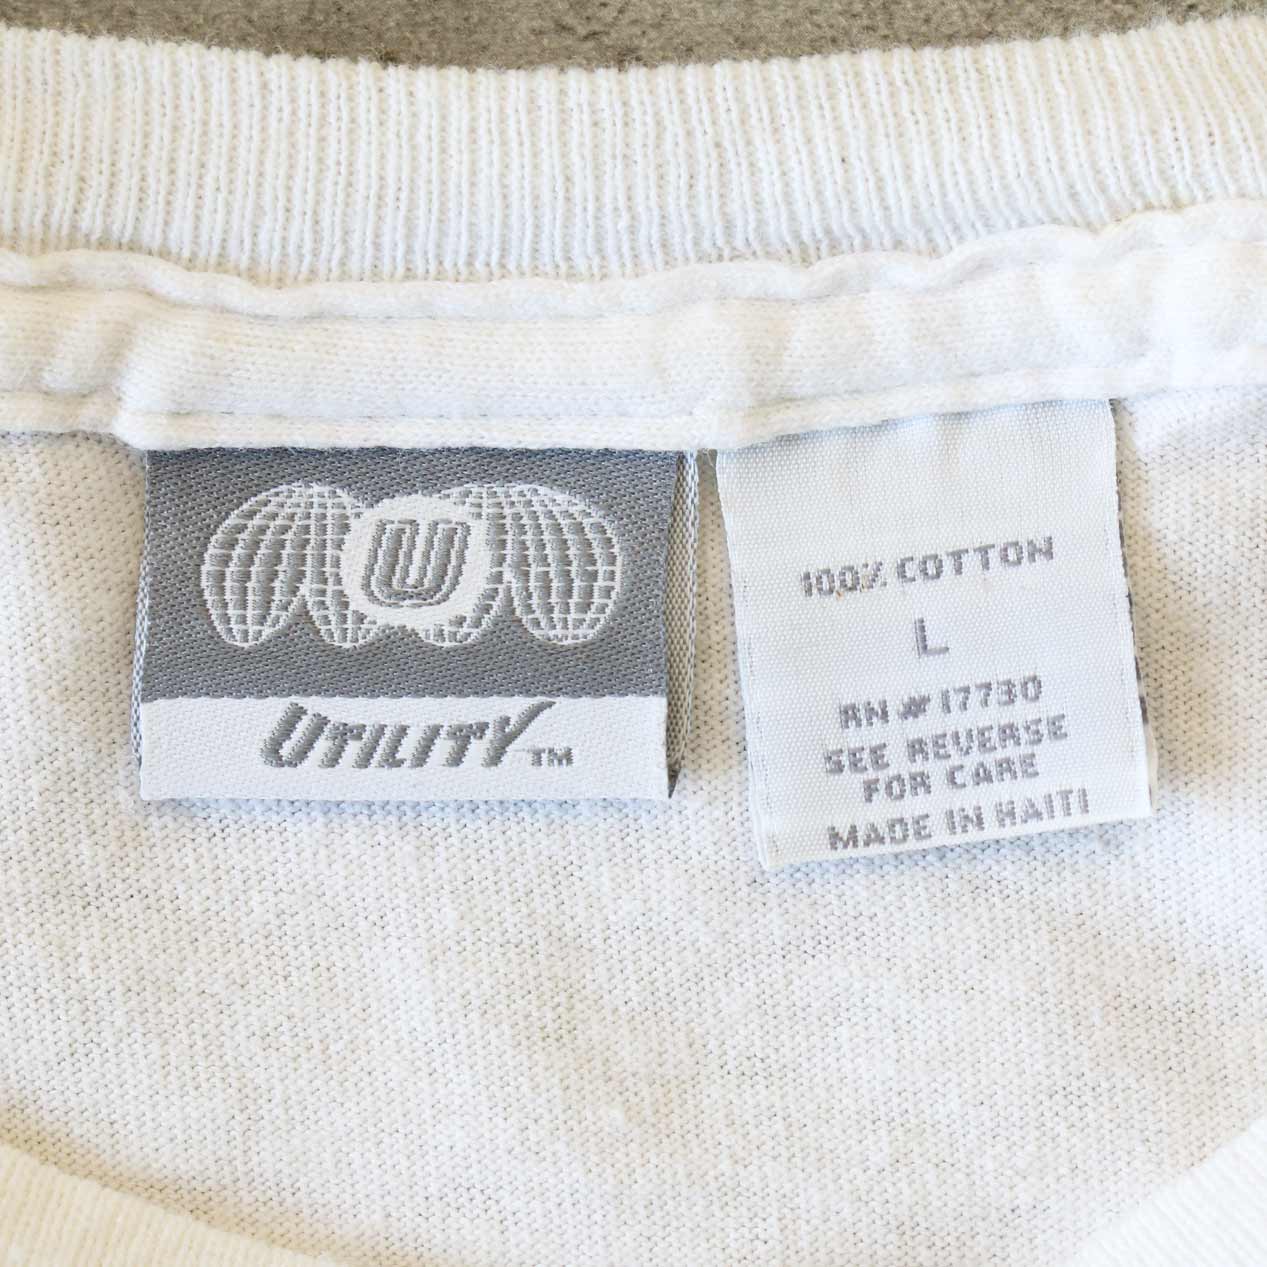 U
UTILITY™
100% COTTON
L
RN #17730
SEE REVERSE
FOR CARE
MADE IN HAITI